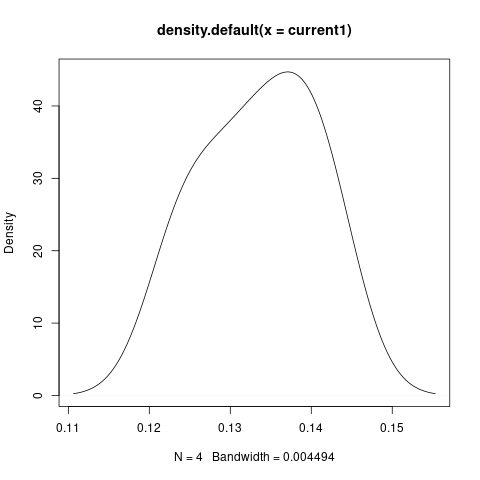 density.default(x = current1)
Density
40
30
20
10
0
0.11 0.12 0.13 0.14 0.15
N = 4 Bandwidth = 0.004494